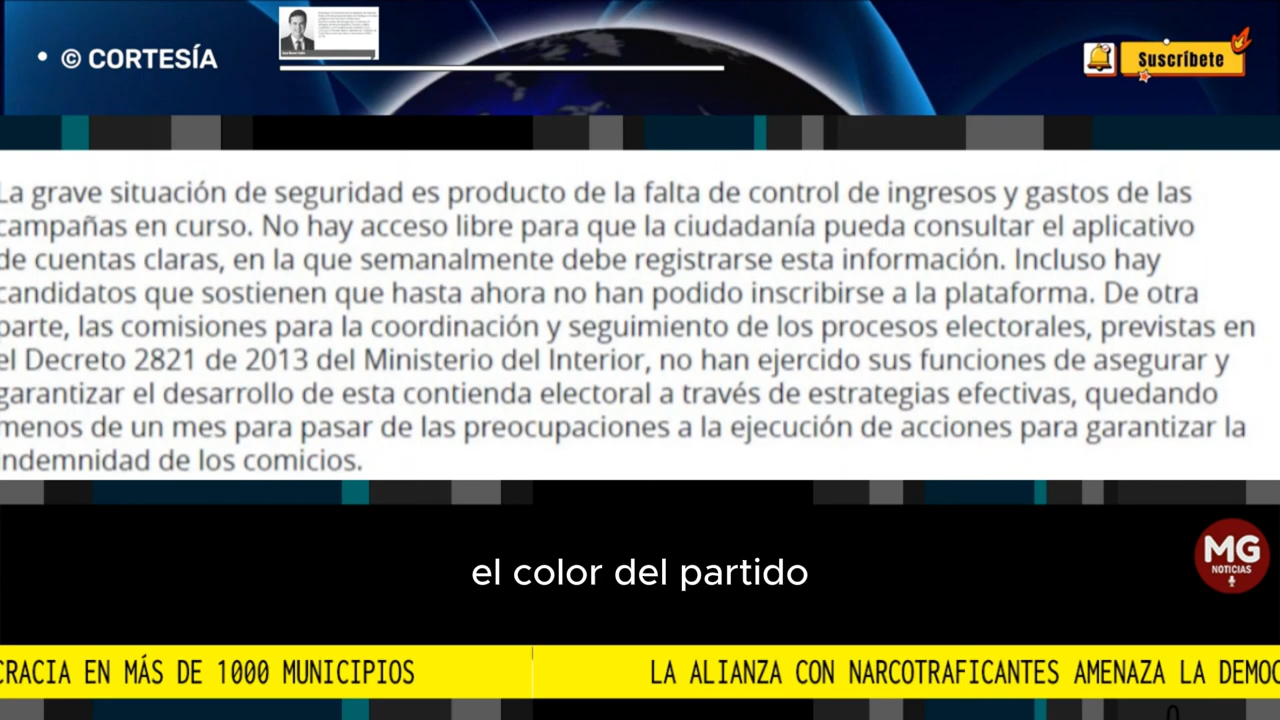 • © CORTESÍA
Suscríbete
La grave situación de seguridad es producto de la falta de control de ingresos y gastos de las
campañas en curso. No hay acceso libre para que la ciudadanía pueda consultar el aplicativo
de cuentas claras, en la que semanalmente debe registrarse esta información. Incluso hay
candidatos que sostienen que hasta ahora no han podido inscribirse a la plataforma. De otra
parte, las comisiones para la coordinación y seguimiento de los procesos electorales, previstas en
el Decreto 2821 de 2013 del Ministerio del Interior, no han ejercido sus funciones de asegurar y
garantizar el desarrollo de esta contienda electoral a través de estrategias efectivas, quedando
menos de un mes para pasar de las preocupaciones a la ejecución de acciones para garantizar la
indemnidad de los comicios.
MG
NOTICIAS
el color del partido
CRACIA EN MÁS DE 1000 MUNICIPIOS
LA ALIANZA CON NARCOTRAFICANTES AMENAZA LA DEMOC